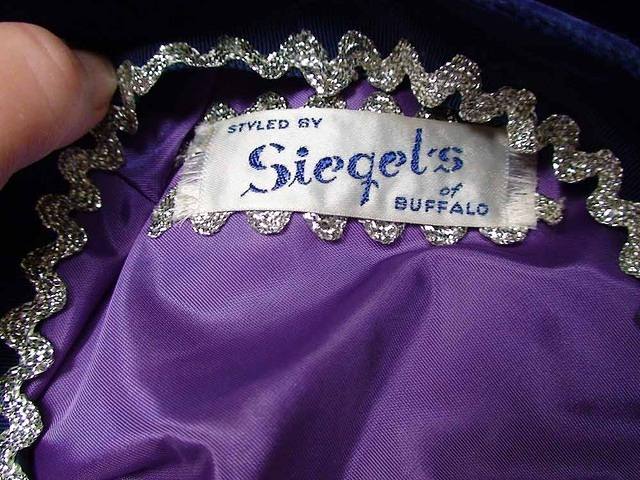 STYLED BY
Siegel's
of
BUFFALO